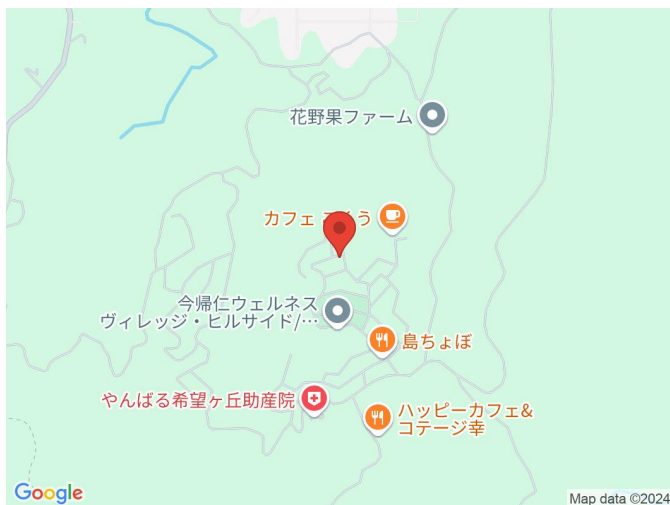 花野果ファーム
カフェ こくう
今帰仁ウェルネス
ヴィレッジ・ヒルサイド/…
島ちょぼ
やんばる希望ヶ丘助産院
ハッピーカフェ&
コテージ幸
Google
Map data ©2024